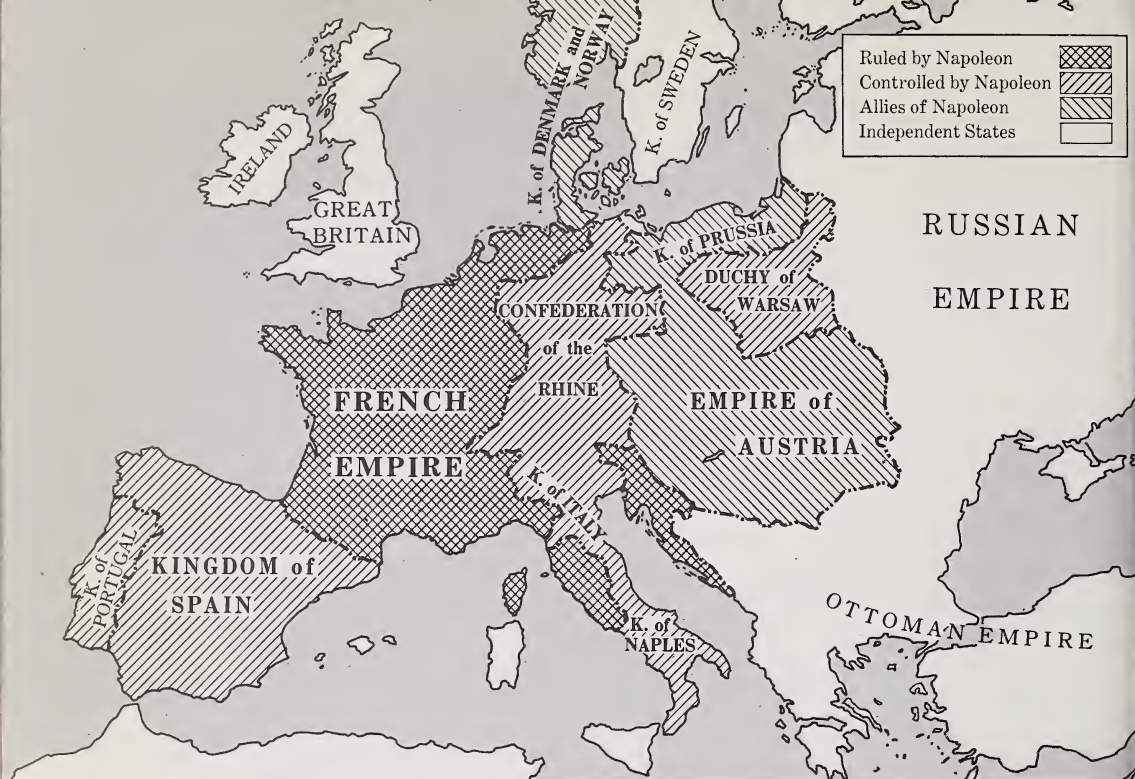 Ruled by Napoleon
Controlled by Napoleon
Allies of Napoleon
Independent States
K. of DENMARK and
NORWAY
K. of SWEDEN
IRELAND
GREAT
BRITAIN
RUSSIAN
EMPIRE
K. of PRUSSIA
DUCHY of
WARSAW
CONFEDERATION
of the
RHINE
FRENCH
EMPIRE
EMPIRE of
AUSTRIA
K. of ITALY
K. of
PORTUGAL
KINGDOM of
SPAIN
K. of
NAPLES
OTTOMAN EMPIRE